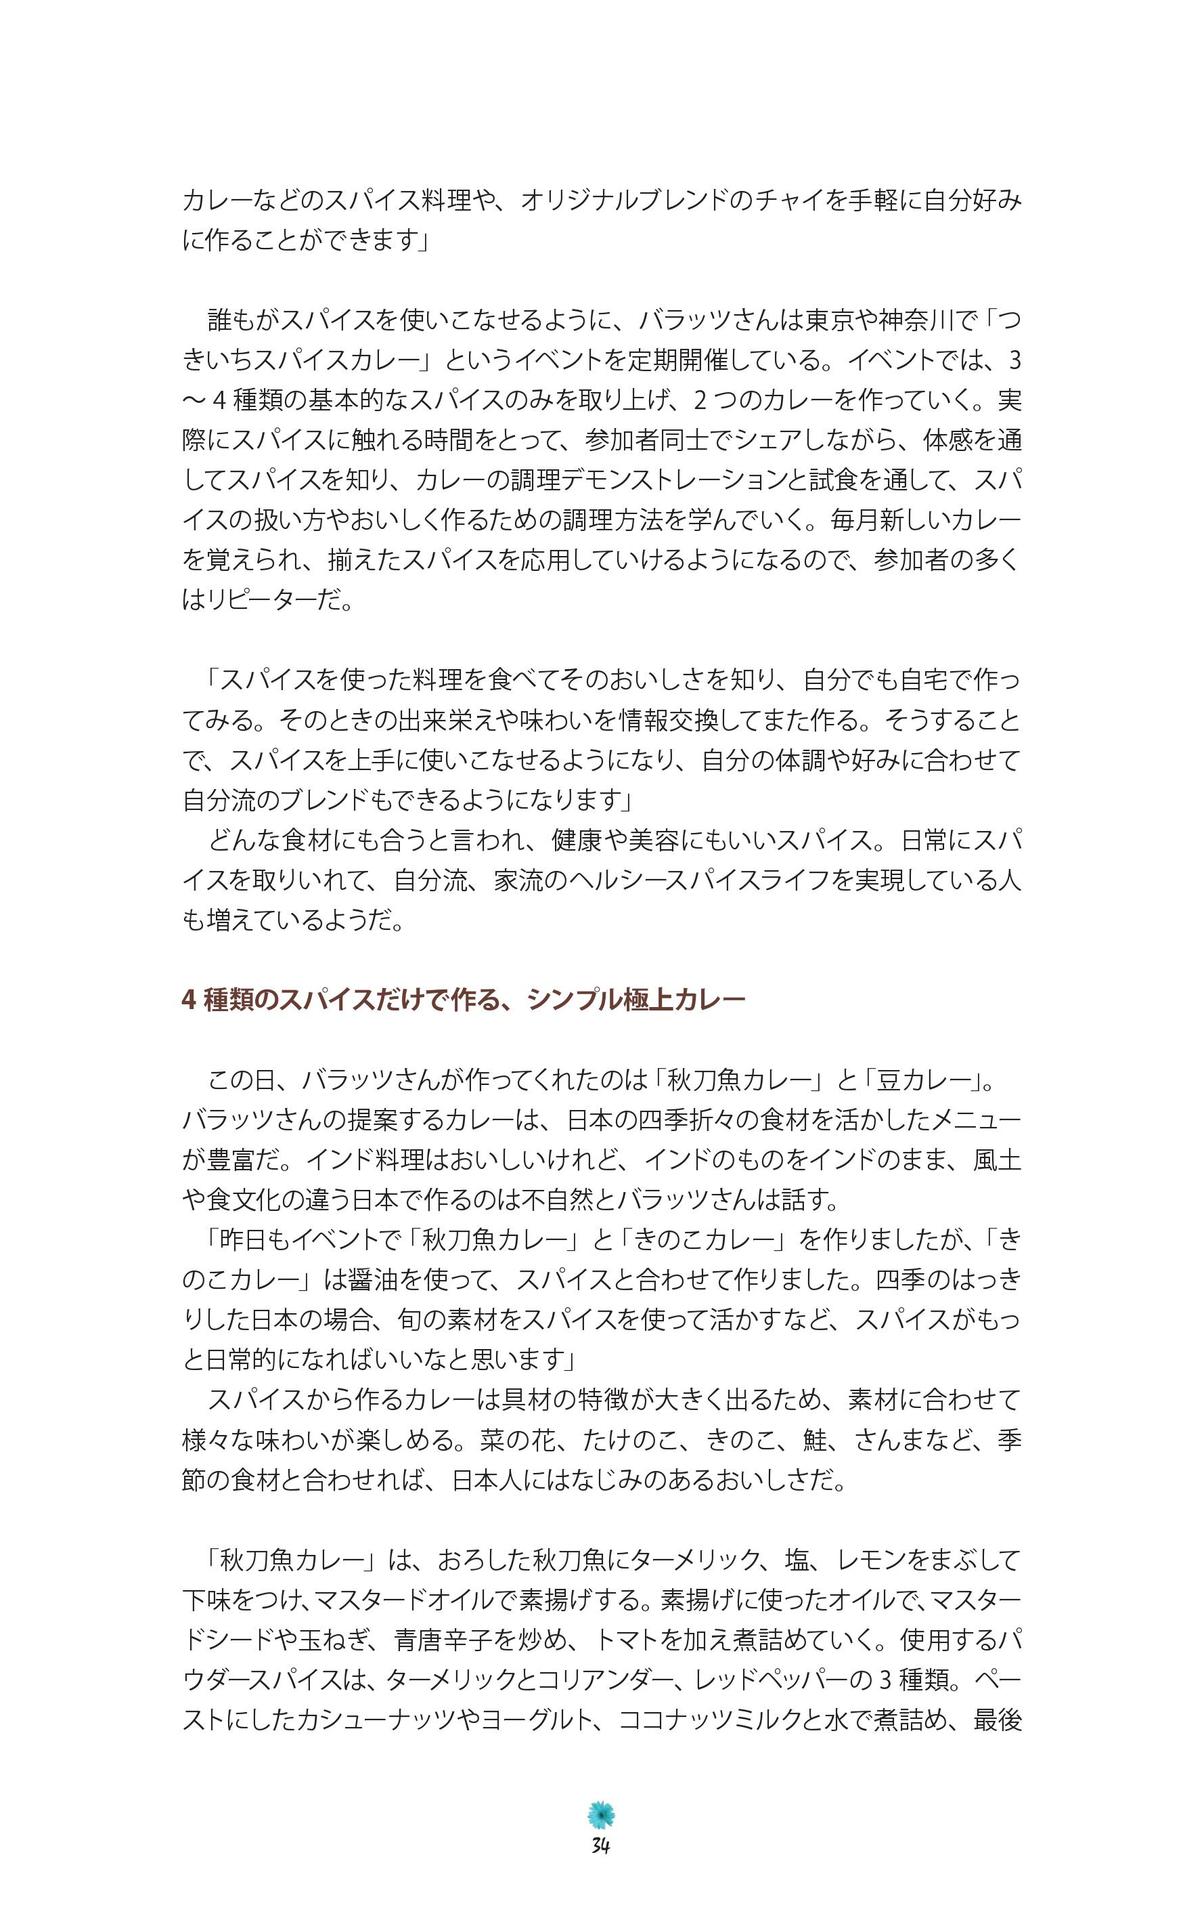 カレーなどのスパイス料理や、オリジナルブレンドのチャイを手軽に自分好み
に作ることができます」
誰もがスパイスを使いこなせるように、バラッツさんは東京や神奈川で「つ
きいちスパイスカレー」というイベントを定期開催している。イベントでは、3
～ 4 種類の基本的なスパイスのみを取り上げ、2 つのカレーを作っていく。実
際にスパイスに触れる時間をとって、参加者同士でシェアしながら、体感を通
してスパイスを知り、カレーの調理デモンストレーションと試食を通して、スパ
イスの扱い方やおいしく作るための調理方法を学んでいく。毎月新しいカレー
を覚えられ、揃えたスパイスを応用していけるようになるので、参加者の多く
はリピーターだ。
「スパイスを使った料理を食べてそのおいしさを知り、自分でも自宅で作っ
てみる。そのときの出来栄えや味わいを情報交換してまた作る。そうすること
で、スパイスを上手に使いこなせるようになり、自分の体調や好みに合わせて
自分流のブレンドもできるようになります」
どんな食材にも合うと言われ、健康や美容にもいいスパイス。日常にスパ
イスを取りいれて、自分流、家流のヘルシースパイスライフを実現している人
も増えているようだ。
4 種類のスパイスだけで作る、シンプル極上カレー
この日、バラッツさんが作ってくれたのは「秋刀魚カレー」と「豆カレー」。
バラッツさんの提案するカレーは、日本の四季折々の食材を活かしたメニュー
が豊富だ。インド料理はおいしいけれど、インドのものをインドのまま、風土
や食文化の違う日本で作るのは不自然とバラッツさんは話す。
「昨日もイベントで「秋刀魚カレー」と「きのこカレー」を作りましたが、「き
のこカレー」は醤油を使って、スパイスと合わせて作りました。四季のはっき
りした日本の場合、旬の素材をスパイスを使って活かすなど、スパイスがもっ
と日常的になればいいなと思います」
スパイスから作るカレーは具材の特徴が大きく出るため、素材に合わせて
様々な味わいが楽しめる。菜の花、たけのこ、きのこ、鮭、さんまなど、季
節の食材と合わせれば、日本人にはなじみのあるおいしさだ。
「秋刀魚カレー」は、おろした秋刀魚にターメリック、塩、レモンをまぶして
下味をつけ、マスタードオイルで素揚げする。素揚げに使ったオイルで、マスター
ドシードや玉ねぎ、青唐辛子を炒め、トマトを加え煮詰めていく。使用するパ
ウダースパイスは、ターメリックとコリアンダー、レッドペッパーの 3 種類。ペー
ストにしたカシューナッツやヨーグルト、ココナッツミルクと水で煮詰め、最後
34